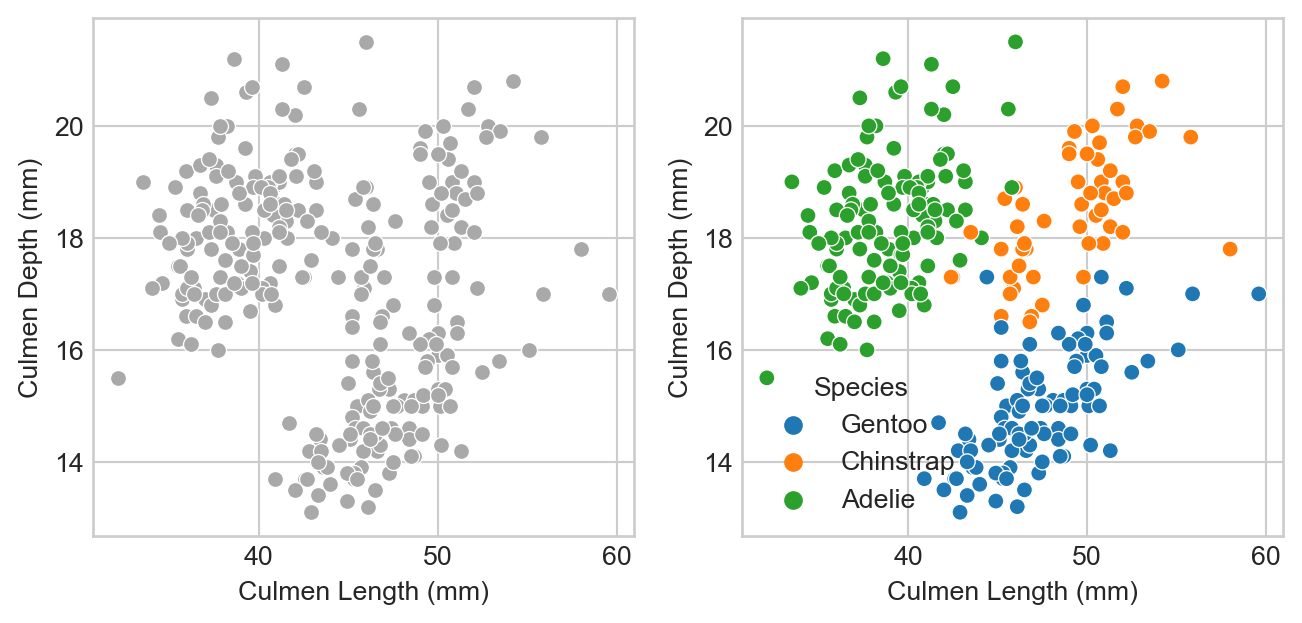 20
18
16
14
40
50
60
Culmen Length (mm)
Culmen Depth (mm)
20
18
16
14
40
50
60
Culmen Length (mm)
Culmen Depth (mm)
Species
Gentoo
Chinstrap
Adelie